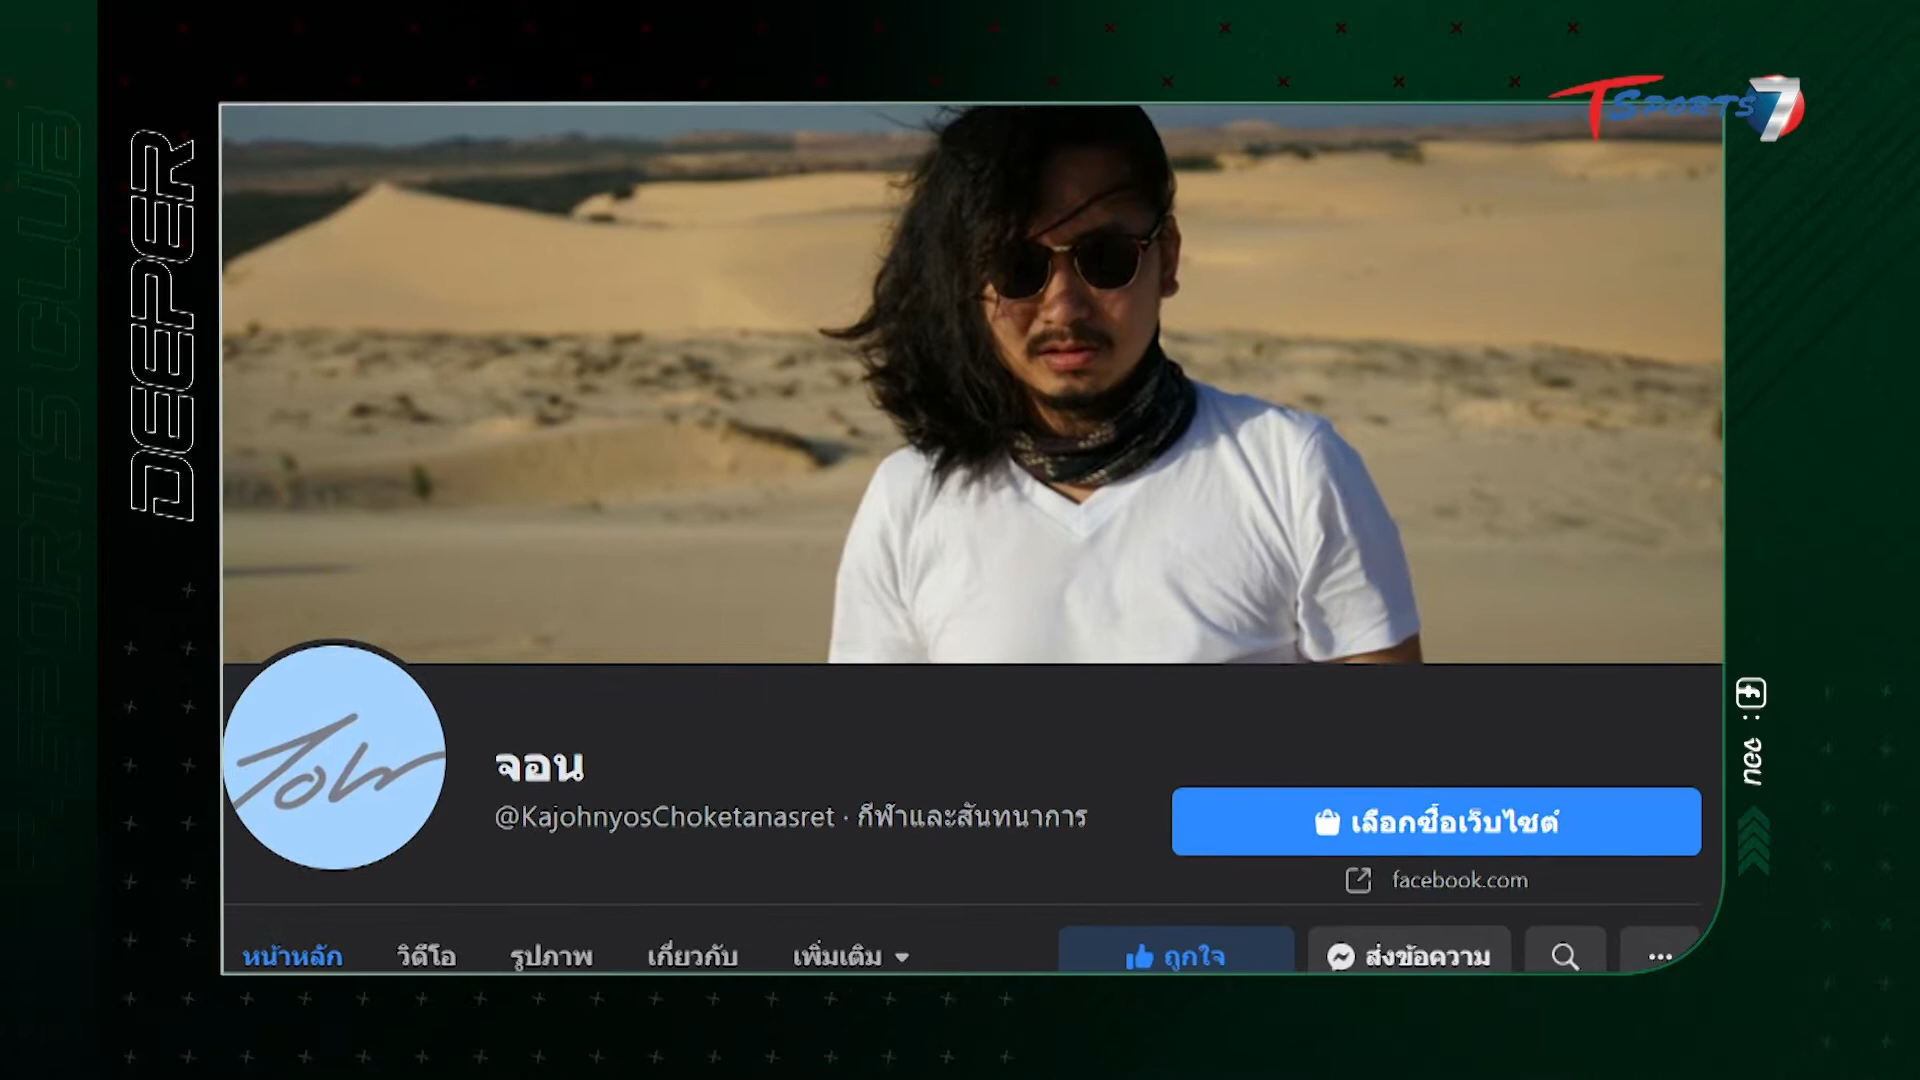 SPORTS CLUB
DEEPER
T SPORTS 7
John
จอน
@KajohnyosChoketanasret · กีฬาและสันทนาการ
เลือกซื้อเว็บไซต์
facebook.com
หน้าหลัก วิดีโอ รูปภาพ เกี่ยวกับ เพิ่มเติม ถูกใจ ส่งข้อความ
: จอน